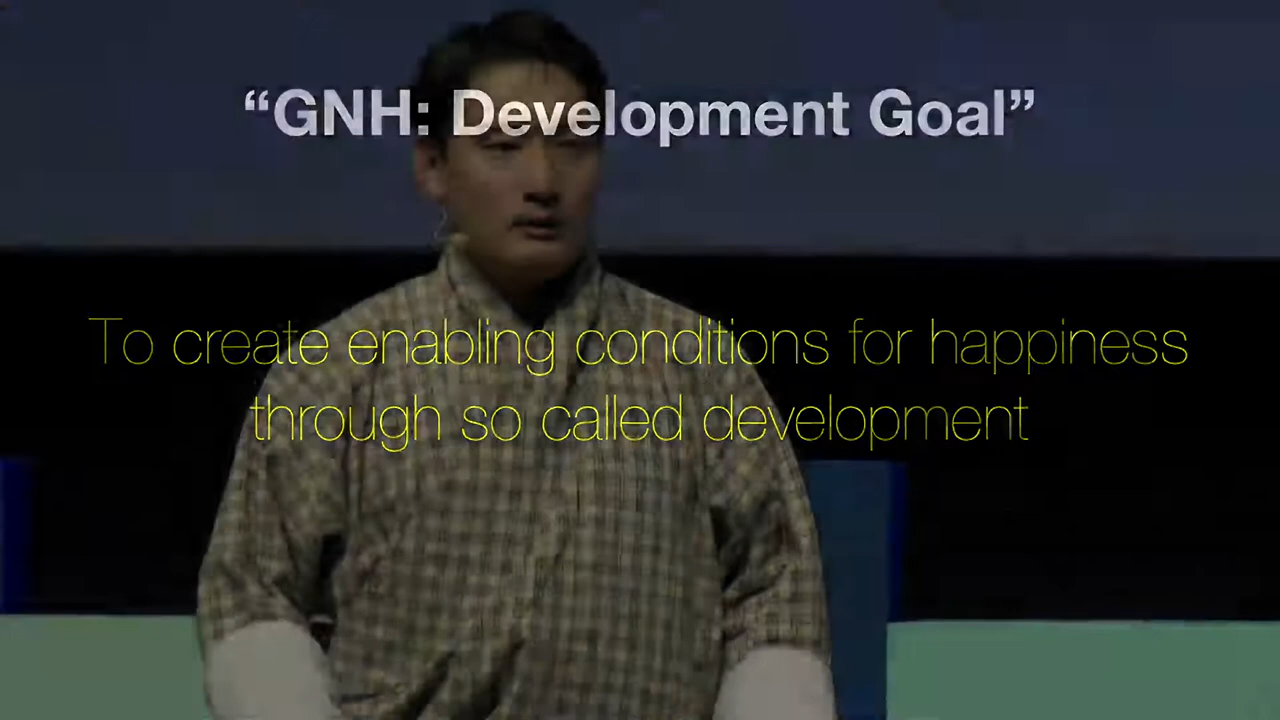 “GNH: Development Goal”
To create enabling conditions for happiness
through so called development